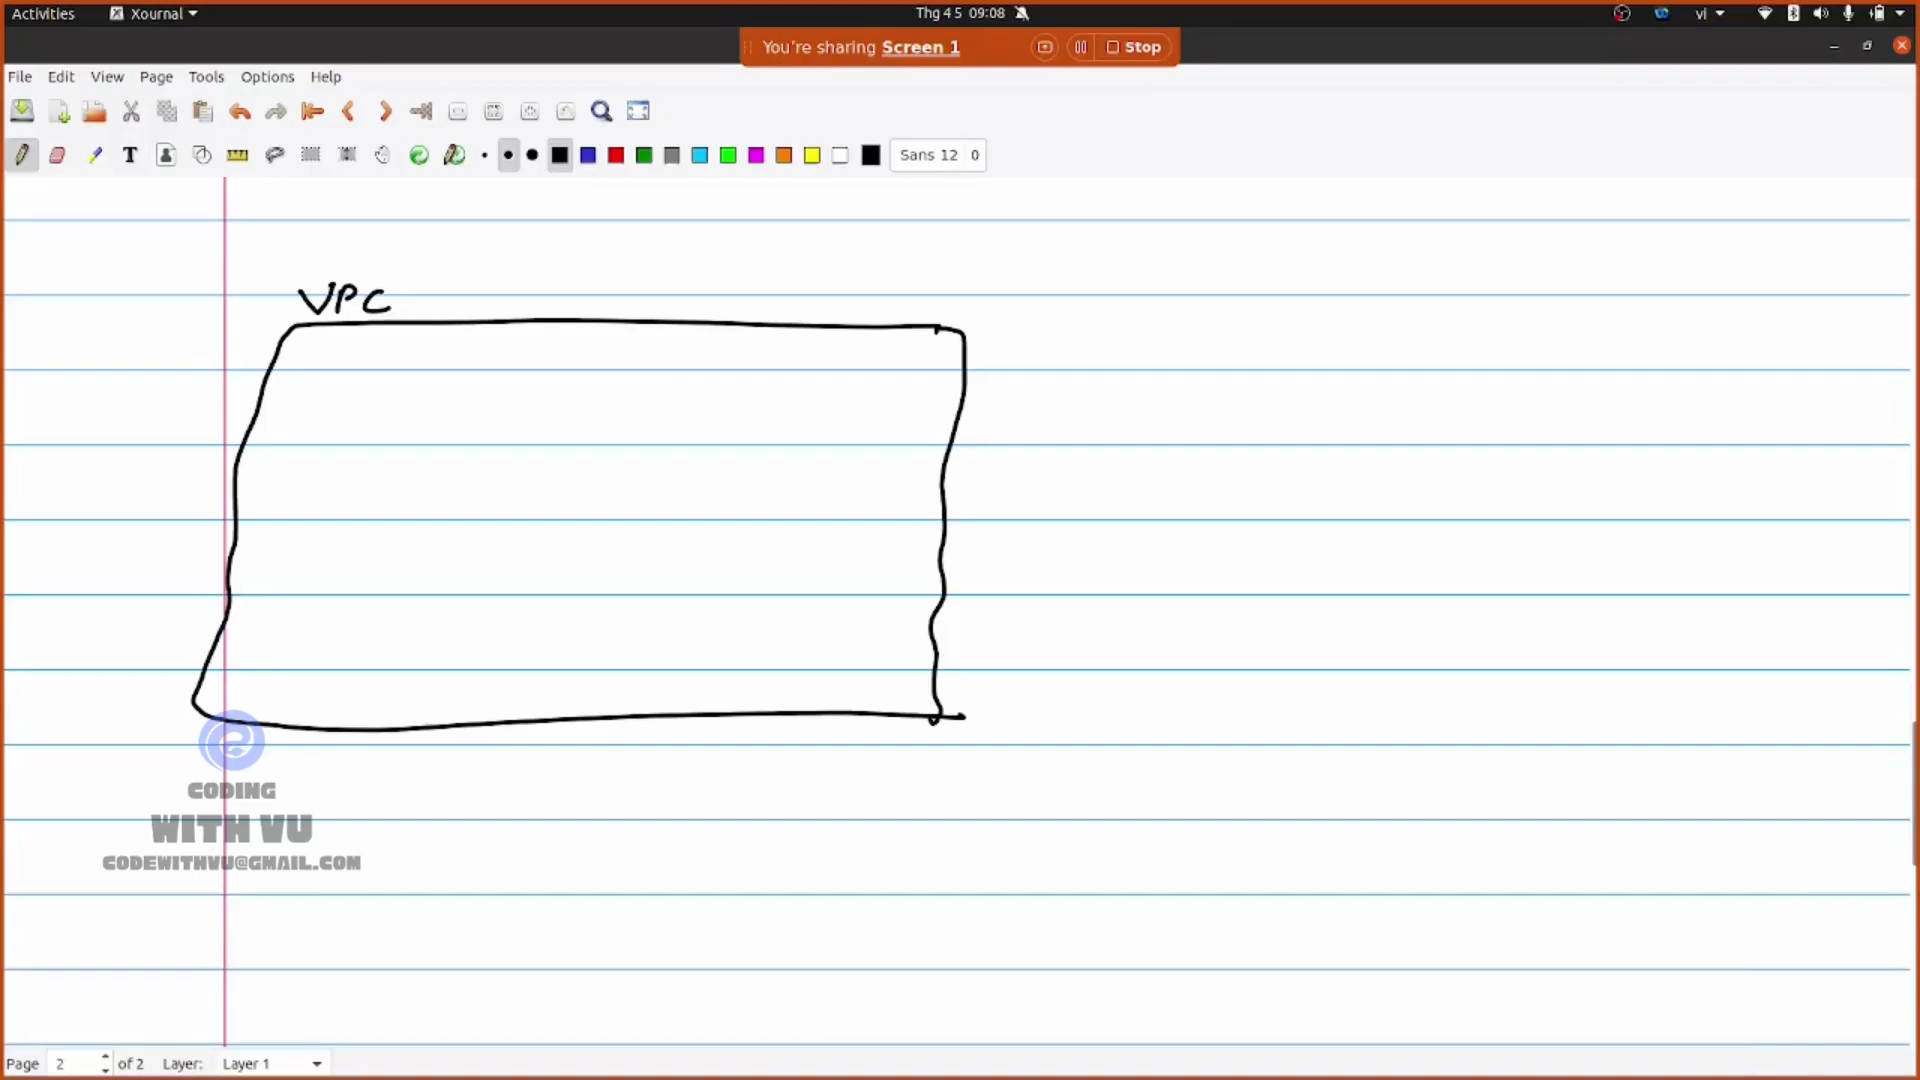 Activities Xournal Thg 4 5 09:08 vi
You're sharing Screen 1 Stop
File Edit View Page Tools Options Help
T Sans 12 0
VPC
CODING
WITH VU
CODEWITHVU@GMAIL.COM
Page 2 of 2 Layer: Layer 1